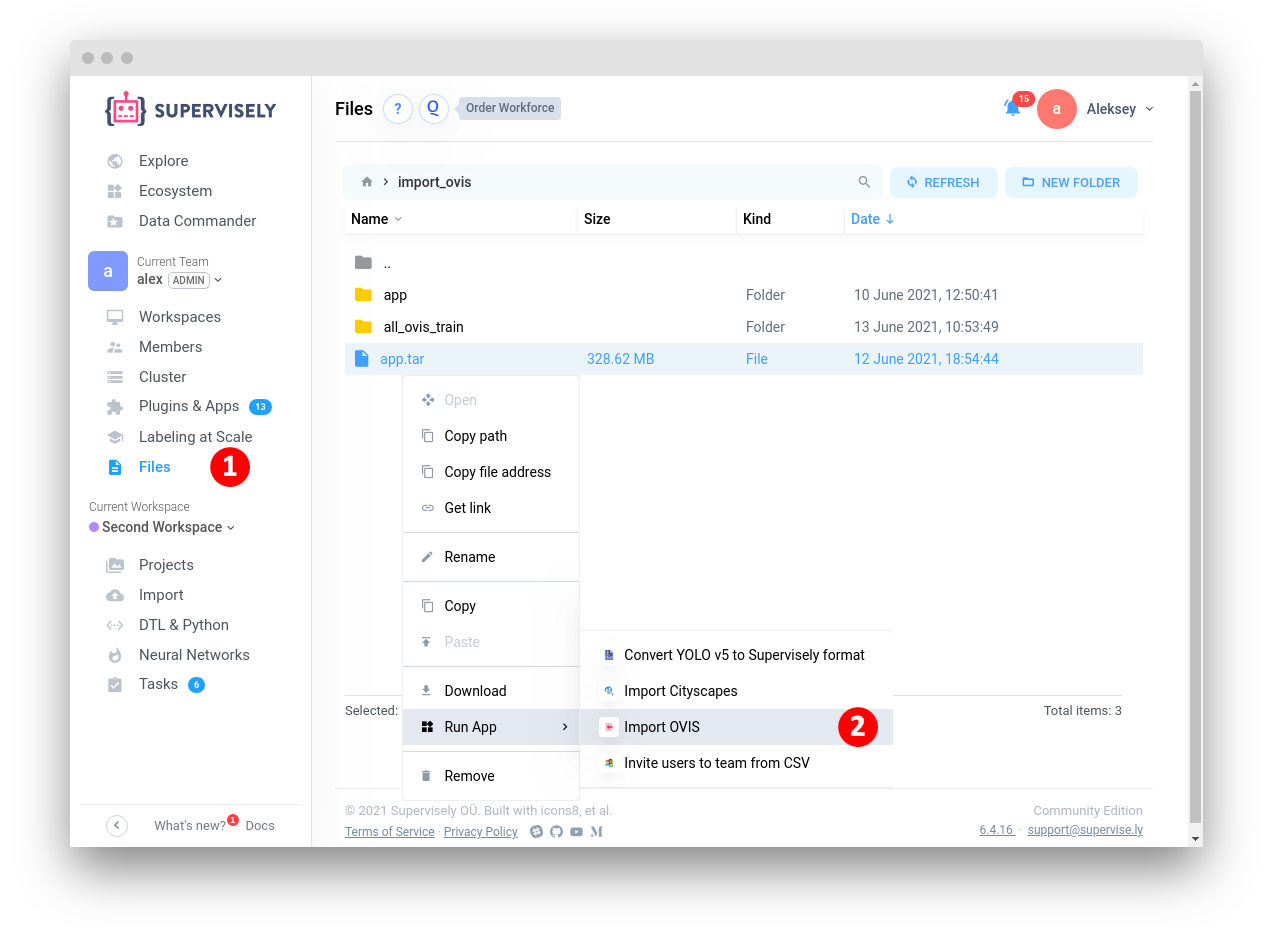 SUPERVISELY
Explore
Ecosystem
Data Commander
Current Team
a
alex ADMIN
Workspaces
Members
Cluster
Plugins & Apps 13
Labeling at Scale
Files 1
Current Workspace
Second Workspace
Projects
Import
DTL & Python
Neural Networks
Tasks 6
What's new? 1 Docs
Files ? Q Order Workforce
15 a Aleksey
import_ovis
REFRESH
NEW FOLDER
Name Size Kind Date
..
app Folder 10 June 2021, 12:50:41
all_ovis_train Folder 13 June 2021, 10:53:49
app.tar 328.62 MB File 12 June 2021, 18:54:44
Open
Copy path
Copy file address
Get link
Rename
Copy
Paste
Download
Run App
Remove
Convert YOLO v5 to Supervisely format
Import Cityscapes
Import OVIS 2
Invite users to team from CSV
Selected:
Total items: 3
© 2021 Supervisely OÜ. Built with icons8, et al.
Community Edition
Terms of Service · Privacy Policy
6.4.16 · support@supervise.ly